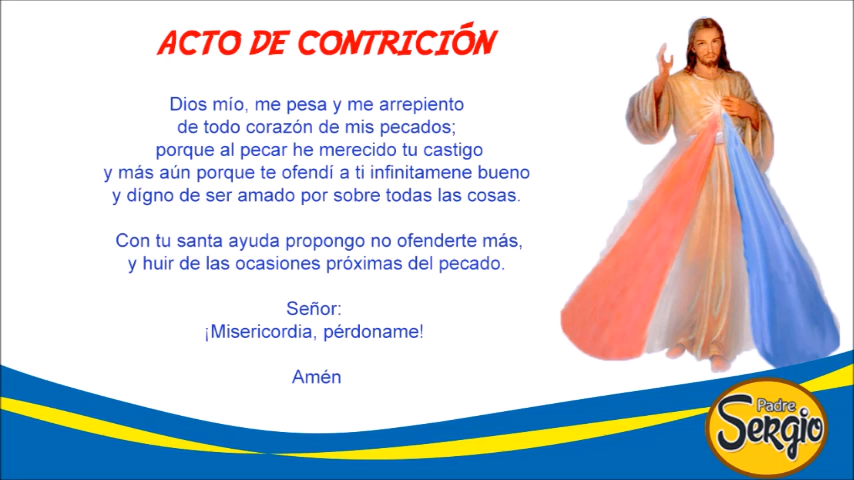 ACTO DE CONTRICIÓN
Dios mío, me pesa y me arrepiento
de todo corazón de mis pecados;
porque al pecar he merecido tu castigo
y más aún porque te ofendí a ti infinitamene bueno
y dígno de ser amado por sobre todas las cosas.
Con tu santa ayuda propongo no ofenderte más,
y huir de las ocasiones próximas del pecado.
Señor:
¡Misericordia, pérdoname!
Amén
Padre
Sergio